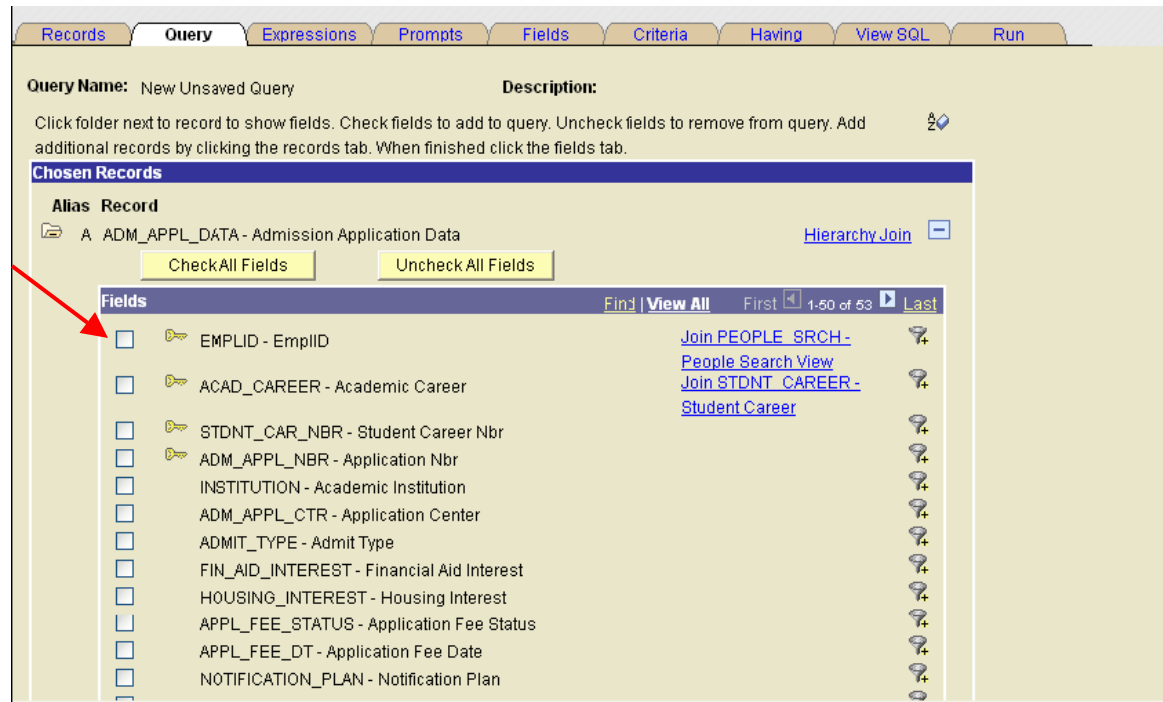 Records Query Expressions Prompts Fields Criteria Having View SQL Run
Query Name: New Unsaved Query Description:
Click folder next to record to show fields. Check fields to add to query. Uncheck fields to remove from query. Add
additional records by clicking the records tab. When finished click the fields tab.
Chosen Records
Alias Record
A ADM_APPL_DATA - Admission Application Data Hierarchy Join
Check All Fields Uncheck All Fields
Fields Find | View All First 1-50 of 53 Last
EMPLID - EmplID Join PEOPLE_SRCH -
People Search View
ACAD_CAREER - Academic Career Join STDNT_CAREER -
Student Career
STDNT_CAR_NBR - Student Career Nbr
ADM_APPL_NBR - Application Nbr
INSTITUTION - Academic Institution
ADM_APPL_CTR - Application Center
ADMIT_TYPE - Admit Type
FIN_AID_INTEREST - Financial Aid Interest
HOUSING_INTEREST - Housing Interest
APPL_FEE_STATUS - Application Fee Status
APPL_FEE_DT - Application Fee Date
NOTIFICATION_PLAN - Notification Plan